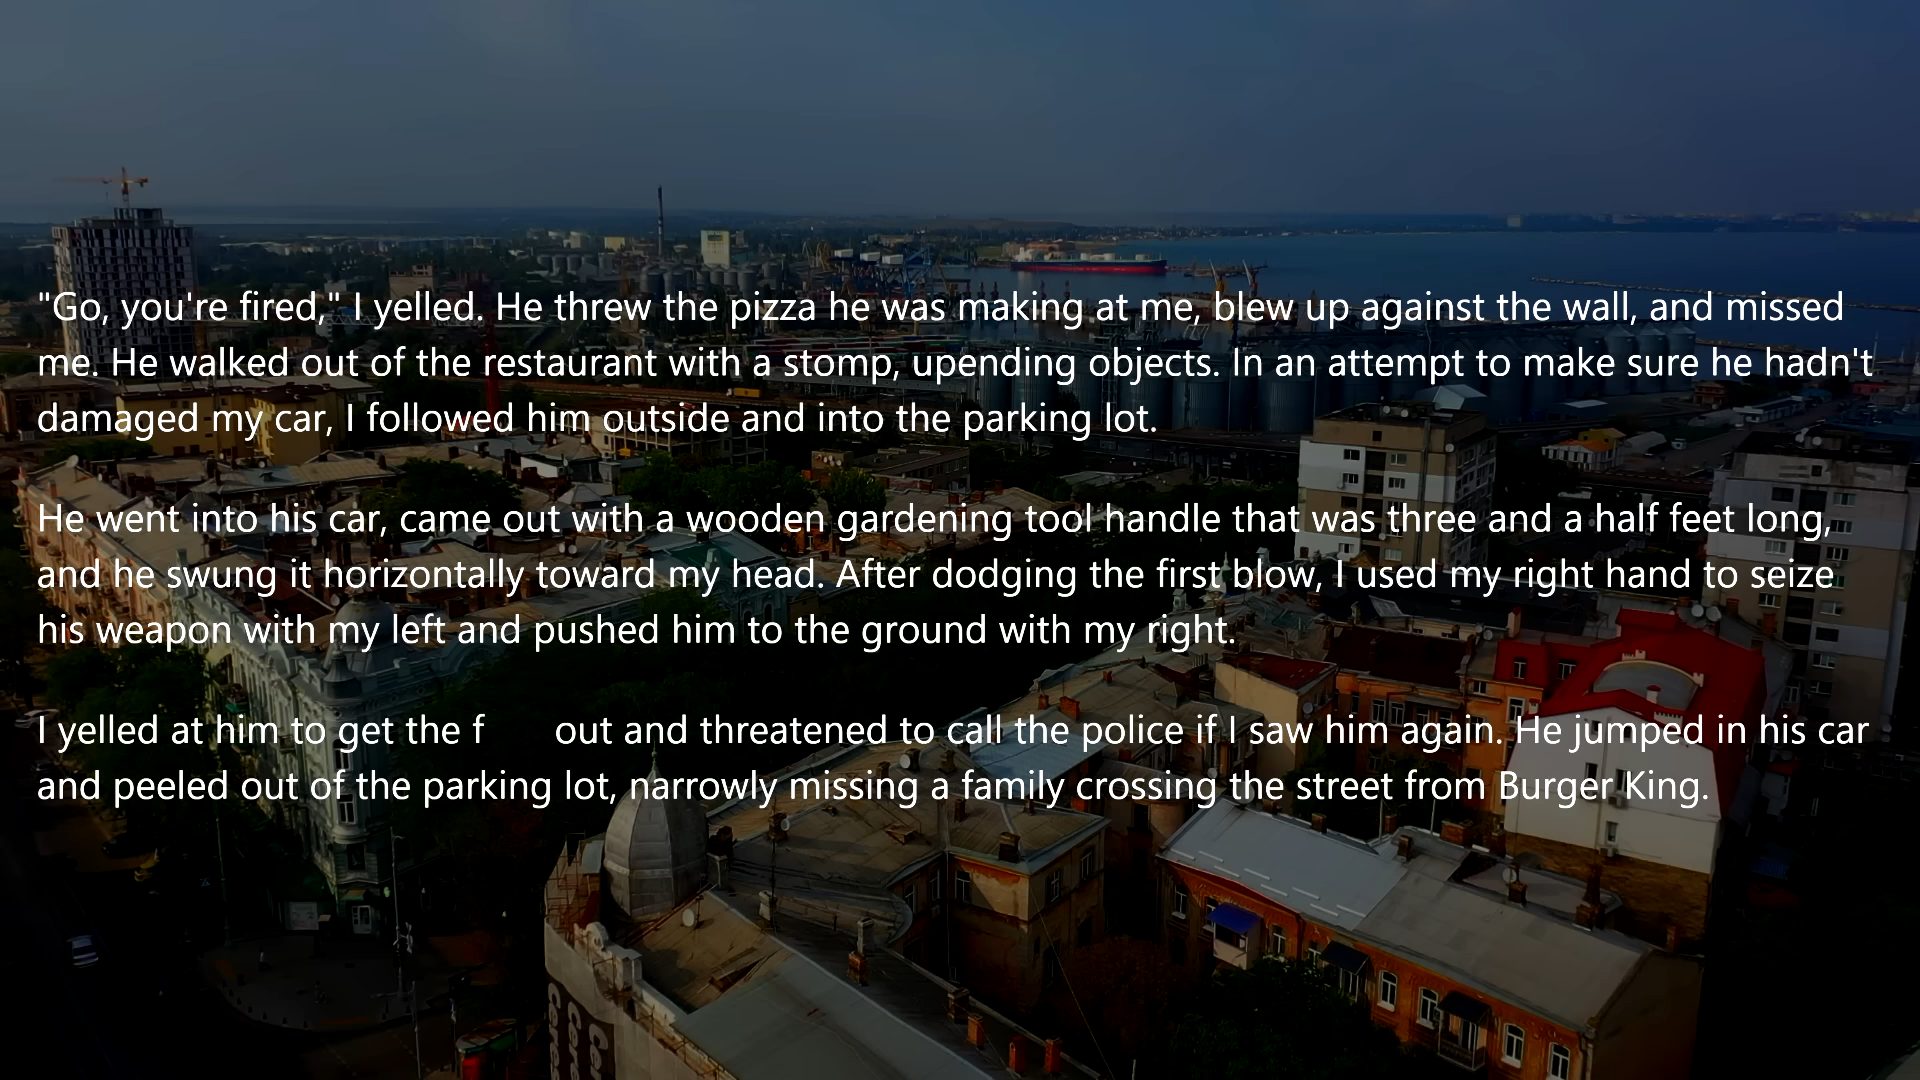 "Go, you're fired," I yelled. He threw the pizza he was making at me, blew up against the wall, and missed
me. He walked out of the restaurant with a stomp, upending objects. In an attempt to make sure he hadn't
damaged my car, I followed him outside and into the parking lot.
He went into his car, came out with a wooden gardening tool handle that was three and a half feet long,
and he swung it horizontally toward my head. After dodging the first blow, I used my right hand to seize
his weapon with my left and pushed him to the ground with my right.
I yelled at him to get the f out and threatened to call the police if I saw him again. He jumped in his car
and peeled out of the parking lot, narrowly missing a family crossing the street from Burger King.